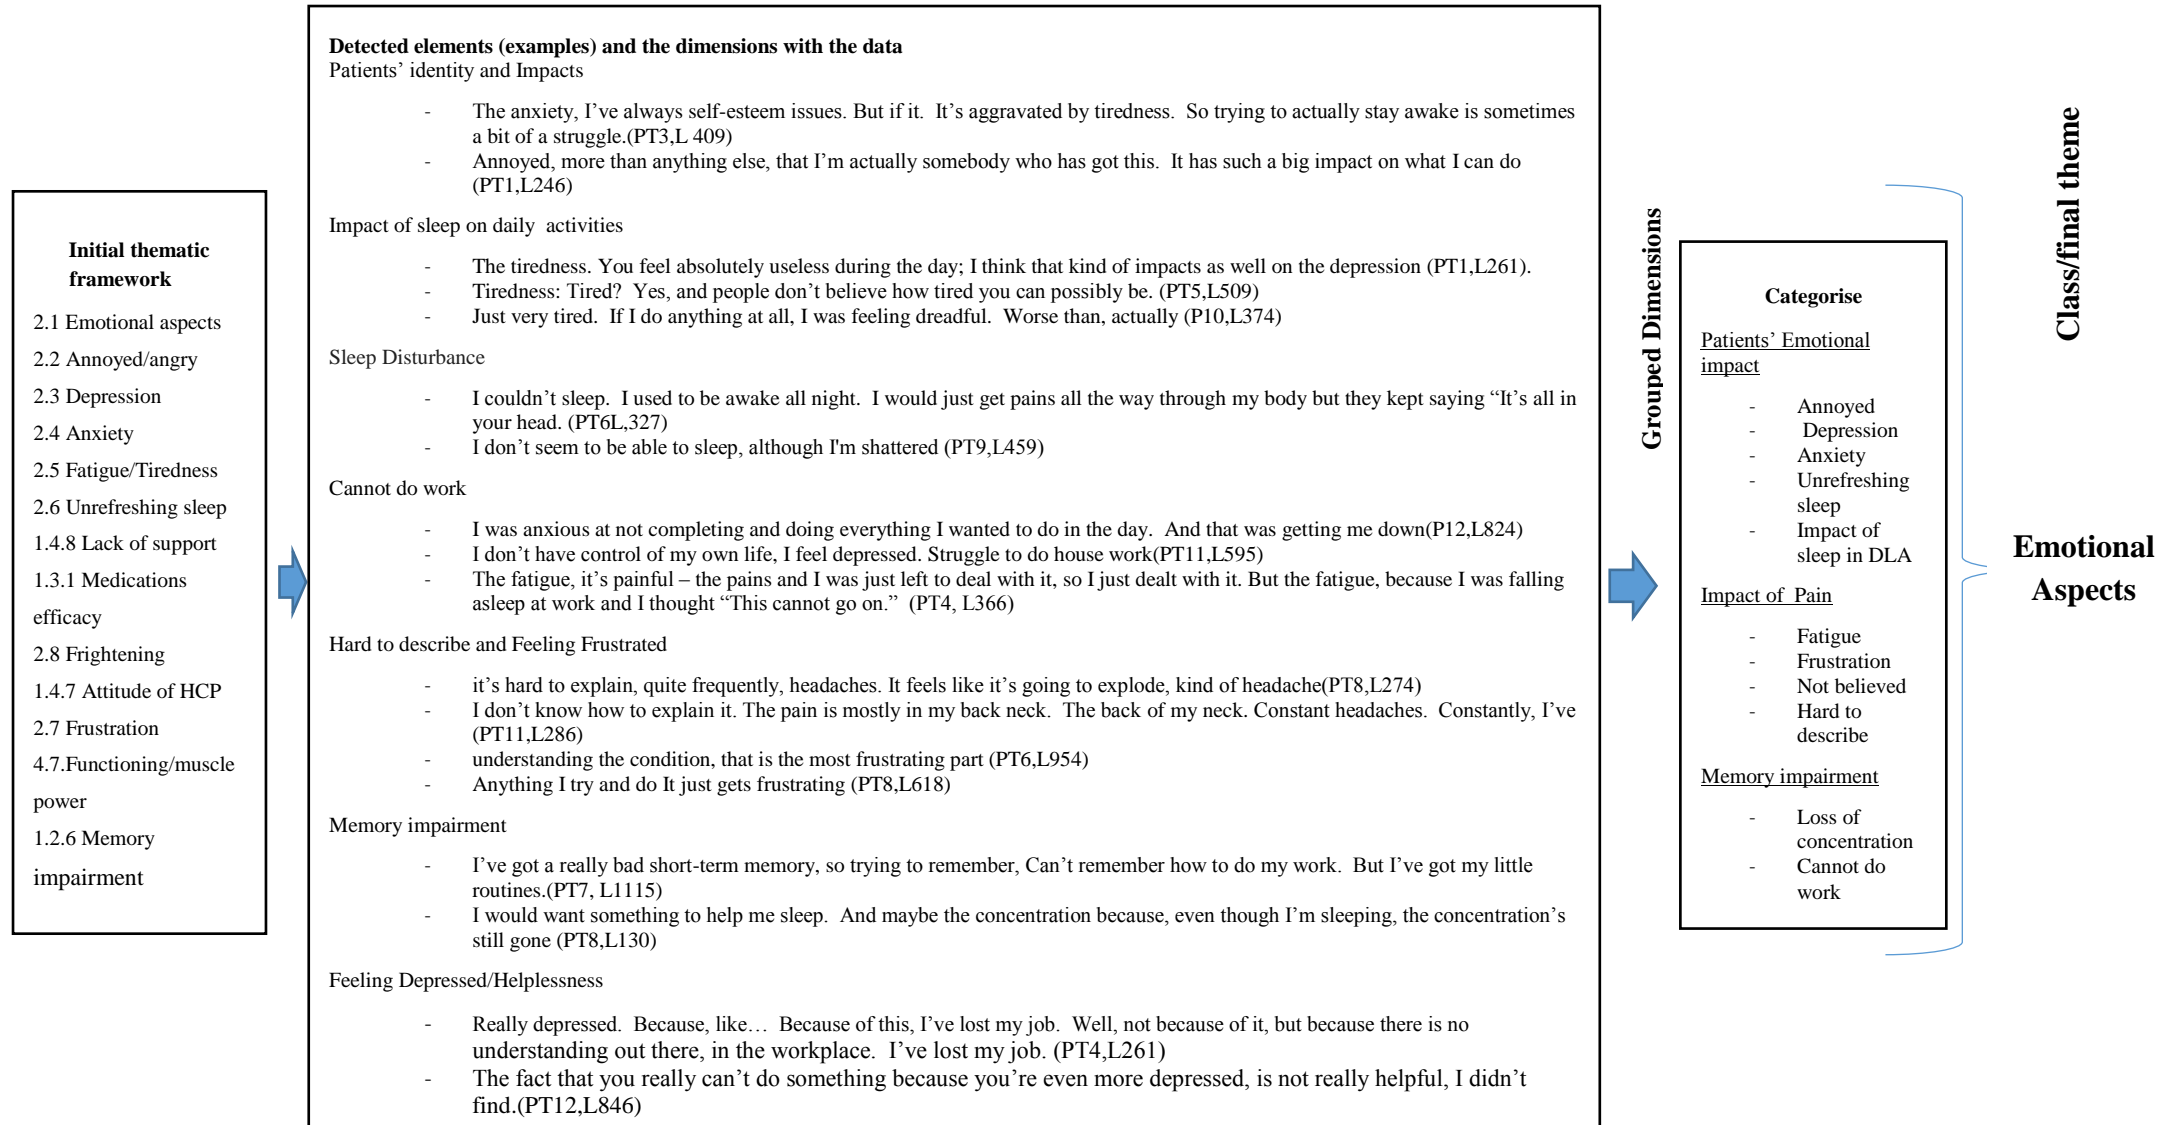 Initial thematic
framework
2.1 Emotional aspects
2.2 Annoyed/angry
2.3 Depression
2.4 Anxiety
2.5 Fatigue/Tiredness
2.6 Unrefreshing sleep
1.4.8 Lack of support
1.3.1 Medications
efficacy
2.8 Frightening
1.4.7 Attitude of HCP
2.7 Frustration
4.7.Functioning/muscle
power
1.2.6 Memory
impairment
Detected elements (examples) and the dimensions with the data
Patients’ identity and Impacts
- The anxiety, I’ve always self-esteem issues. But if it.  It’s aggravated by tiredness.  So trying to actually stay awake is sometimes
a bit of a struggle.(PT3,L 409)
- Annoyed, more than anything else, that I’m actually somebody who has got this.  It has such a big impact on what I can do
(PT1,L246)
Impact of sleep on daily  activities
- The tiredness. You feel absolutely useless during the day; I think that kind of impacts as well on the depression (PT1,L261).
- Tiredness: Tired?  Yes, and people don’t believe how tired you can possibly be. (PT5,L509)
- Just very tired.  If I do anything at all, I was feeling dreadful.  Worse than, actually (P10,L374)
Sleep Disturbance
- I couldn’t sleep.  I used to be awake all night.  I would just get pains all the way through my body but they kept saying “It’s all in
your head. (PT6L,327)
- I don’t seem to be able to sleep, although I'm shattered (PT9,L459)
Cannot do work
- I was anxious at not completing and doing everything I wanted to do in the day.  And that was getting me down(P12,L824)
- I don’t have control of my own life, I feel depressed. Struggle to do house work(PT11,L595)
- The fatigue, it’s painful – the pains and I was just left to deal with it, so I just dealt with it. But the fatigue, because I was falling
asleep at work and I thought “This cannot go on.”  (PT4, L366)
Hard to describe and Feeling Frustrated
- it’s hard to explain, quite frequently, headaches. It feels like it’s going to explode, kind of headache(PT8,L274)
- I don’t know how to explain it. The pain is mostly in my back neck.  The back of my neck. Constant headaches.  Constantly, I’ve
(PT11,L286)
- understanding the condition, that is the most frustrating part (PT6,L954)
- Anything I try and do It just gets frustrating (PT8,L618)
Memory impairment
- I’ve got a really bad short-term memory, so trying to remember, Can’t remember how to do my work.  But I’ve got my little
routines.(PT7, L1115)
- I would want something to help me sleep.  And maybe the concentration because, even though I’m sleeping, the concentration’s
still gone (PT8,L130)
Feeling Depressed/Helplessness
- Really depressed.  Because, like…  Because of this, I’ve lost my job.  Well, not because of it, but because there is no
understanding out there, in the workplace.  I’ve lost my job. (PT4,L261)
- The fact that you really can’t do something because you’re even more depressed, is not really helpful, I didn’t
find.(PT12,L846)
Grouped Dimensions
Categorise
Patients’ Emotional
impact
- Annoyed
- Depression
- Anxiety
- Unrefreshing
sleep
- Impact of
sleep in DLA
Impact of  Pain
- Fatigue
- Frustration
- Not believed
- Hard to
describe
Memory impairment
- Loss of
concentration
- Cannot do
work
Class/final theme
Emotional
Aspects